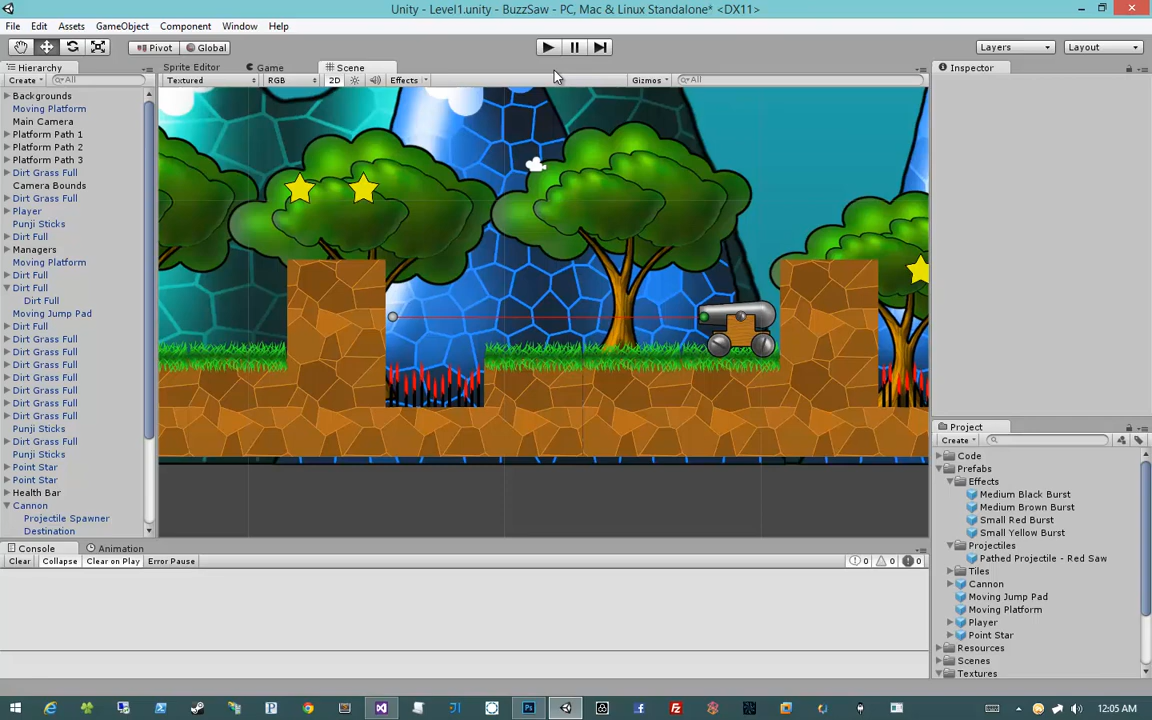 Unity - Level1.unity - BuzzSaw - PC, Mac & Linux Standalone* <DX11>
File Edit Assets GameObject Component Window Help
Pivot Global Layers Layout
Hierarchy Sprite Editor Game Scene Inspector
Create All Textured RGB 2D Effects Gizmos All
Backgrounds
Moving Platform
Main Camera
Platform Path 1
Platform Path 2
Platform Path 3
Dirt Grass Full
Camera Bounds
Dirt Grass Full
Player
Punji Sticks
Dirt Full
Managers
Moving Platform
Dirt Full
Dirt Full
Dirt Full
Moving Jump Pad
Dirt Full
Dirt Grass Full
Dirt Grass Full
Dirt Grass Full
Dirt Grass Full
Dirt Grass Full
Dirt Grass Full
Dirt Grass Full
Punji Sticks
Dirt Grass Full
Punji Sticks
Point Star
Point Star
Health Bar
Cannon
Projectile Spawner
Destination
Project
Create
Code
Prefabs
Effects
Medium Black Burst
Medium Brown Burst
Small Red Burst
Small Yellow Burst
Projectiles
Pathed Projectile - Red Saw
Tiles
Cannon
Moving Jump Pad
Moving Platform
Player
Point Star
Resources
Scenes
Textures
Console Animation
Clear Collapse Clear on Play Error Pause 0 0 0
12:05 AM